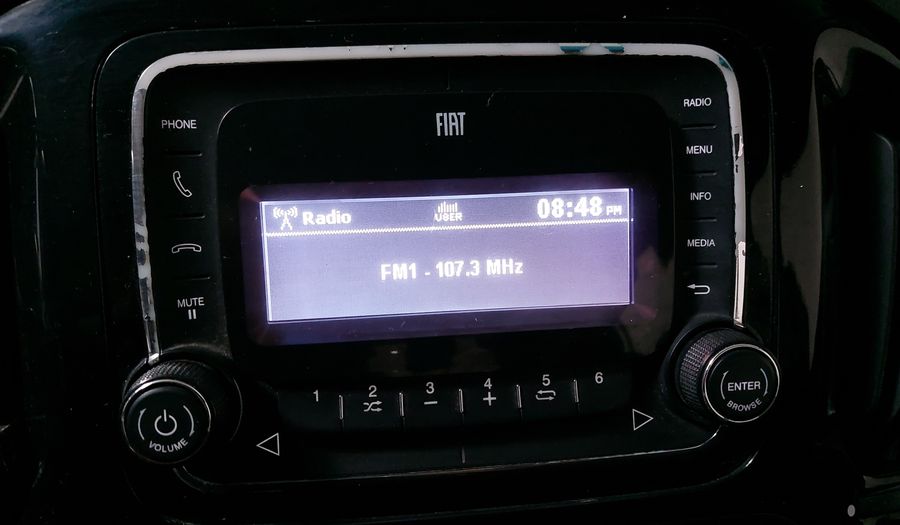 FIAT
PHONE
MUTE
RADIO
MENU
INFO
MEDIA
Radio
USER
08:48 PM
FM1 - 107.3 MHz
1 2 3 4 5 6
VOLUME
ENTER
BROWSE